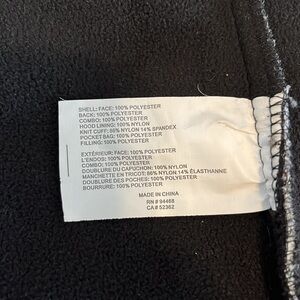 SHELL: FACE: 100% POLYESTER
BACK: 100% POLYESTER
COMBO: 100% POLYESTER
HOOD LINING: 100% NYLON
KNIT CUFF: 86% NYLON 14% SPANDEX
POCKET BAG: 100% POLYESTER
FILLING: 100% POLYESTER
EXTÉRIEUR: FACE: 100% POLYESTER
L'ENDOS: 100% POLYESTER
COMBO: 100% POLYESTER
DOUBLURE DU CAPUCHON: 100% NYLON
MANCHETTE EN TRICOT: 86% NYLON 14% ÉLASTHANNE
DOUBLURE DES POCHES: 100% POLYESTER
BOURRURE: 100% POLYESTER
MADE IN CHINA
RN # 94468
CA # 52362